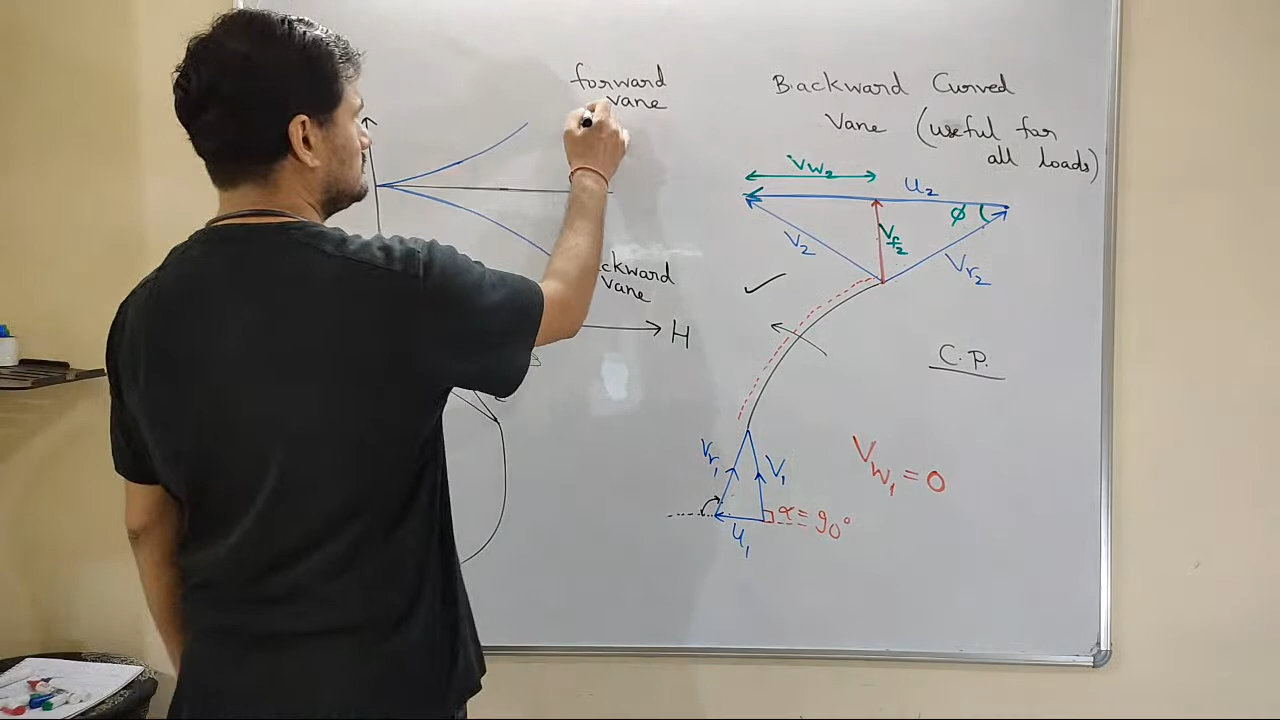 forward
vane
ckward
vane
H
Backward Curved
Vane (useful for
all loads)
Vw₂
u₂
ϕ
V₂
Vf₂
Vr₂
C.P.
Vr₁
V₁
u₁
α = 90°
Vw₁ = 0